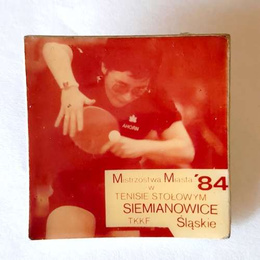 Mistrzostwa Miasta '84
w
TENISIE STOŁOWYM
SIEMIANOWICE
TKKF Śląskie